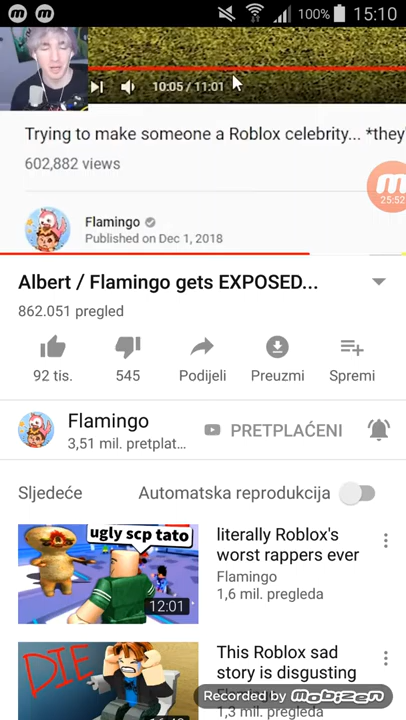 100% 15:10
10:05 / 11:01
Trying to make someone a Roblox celebrity... *they'
602,882 views
25:52
Flamingo
Published on Dec 1, 2018
Albert / Flamingo gets EXPOSED...
862.051 pregled
92 tis. 545 Podijeli Preuzmi Spremi
Flamingo
3,51 mil. pretplat...
PRETPLAĆENI
Sljedeće Automatska reprodukcija
ugly scp tato
12:01
literally Roblox's
worst rappers ever
Flamingo
1,6 mil. pregleda
DIE
This Roblox sad
story is disgusting
Recorded by mobizen
1,3 mil. pregleda